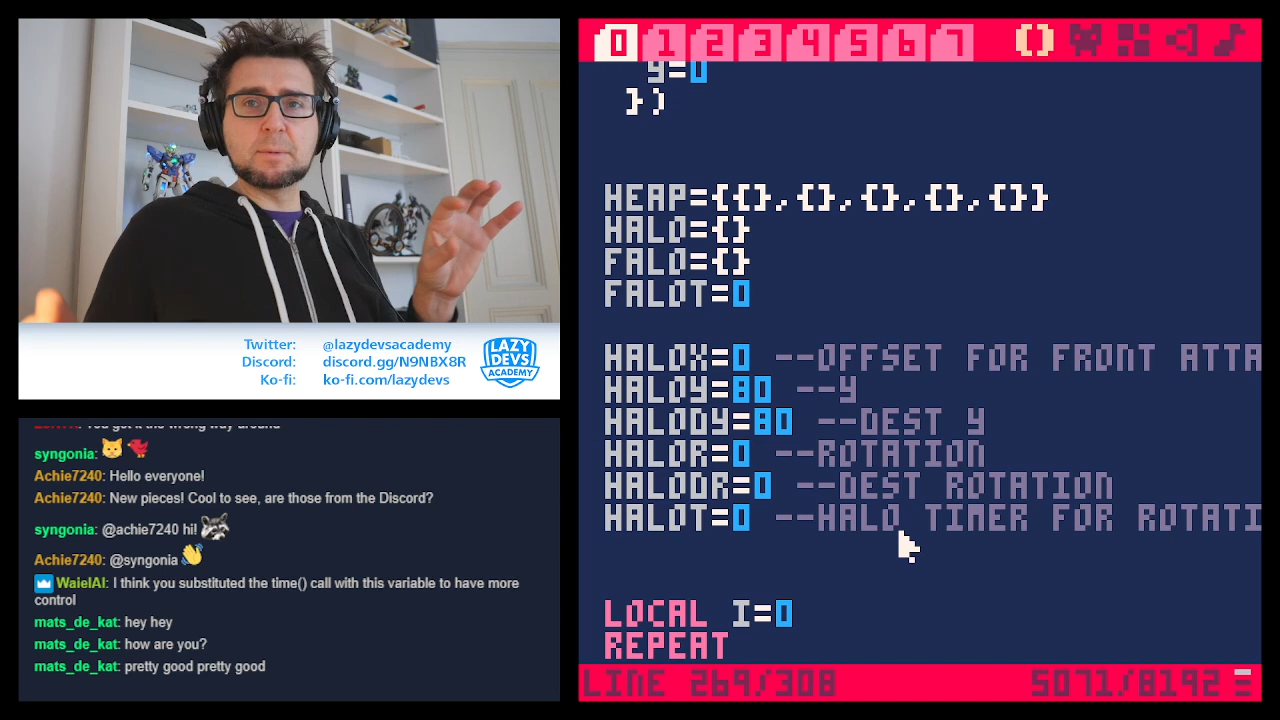 Twitter: @lazydevsacademy
Discord: discord.gg/N9NBX8R
Ko-fi: ko-fi.com/lazydevs
LAZY
DEVS
ACADEMY
syngonia:
Achie7240: Hello everyone!
Achie7240: New pieces! Cool to see, are those from the Discord?
syngonia: @achie7240 hi!
Achie7240: @syngonia
WaielAl: I think you substituted the time() call with this variable to have more
control
mats_de_kat: hey hey
mats_de_kat: how are you?
mats_de_kat: pretty good pretty good
0 1 2 3 4 5 6 7 ()
Y=0
})
HEAP={{},{},{},{},{}}
HALO={}
FALO={}
FALOT=0
HALOX=0 --OFFSET FOR FRONT ATTA
HALOY=80 --Y
HALODY=80 --DEST Y
HALOR=0 --ROTATION
HALODR=0 --DEST ROTATION
HALOT=0 --HALO TIMER FOR ROTATI
LOCAL I=0
REPEAT
LINE 269/308 5071/8192